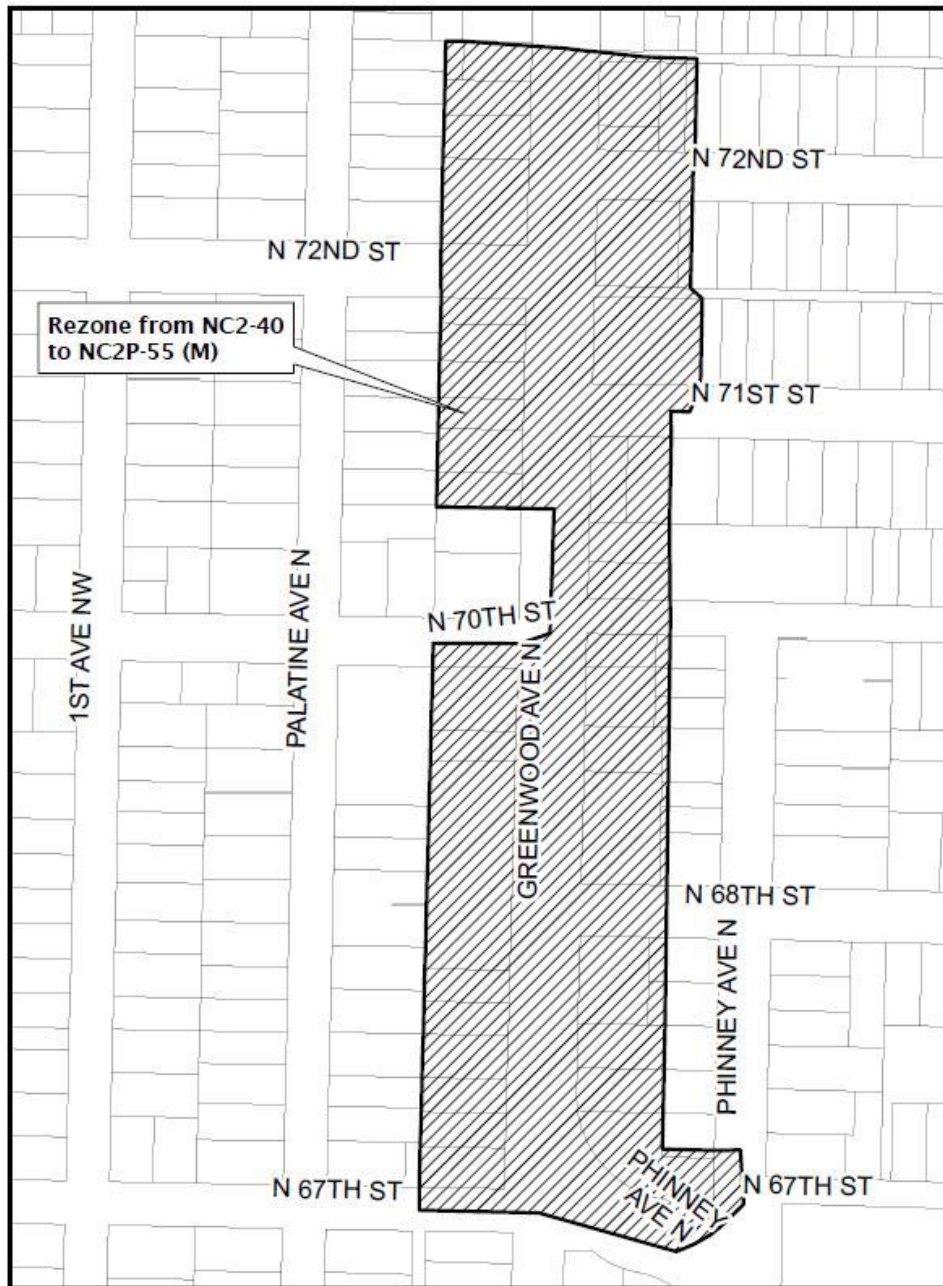 N 72ND ST
N 72ND ST
Rezone from NC2-40
to NC2P-55 (M)
N 71ST ST
1ST AVE NW
PALATINE AVE N
N 70TH ST
GREENWOOD AVE N
N 68TH ST
PHINNEY AVE N
PHINNEY
AVE N
N 67TH ST
N 67TH ST